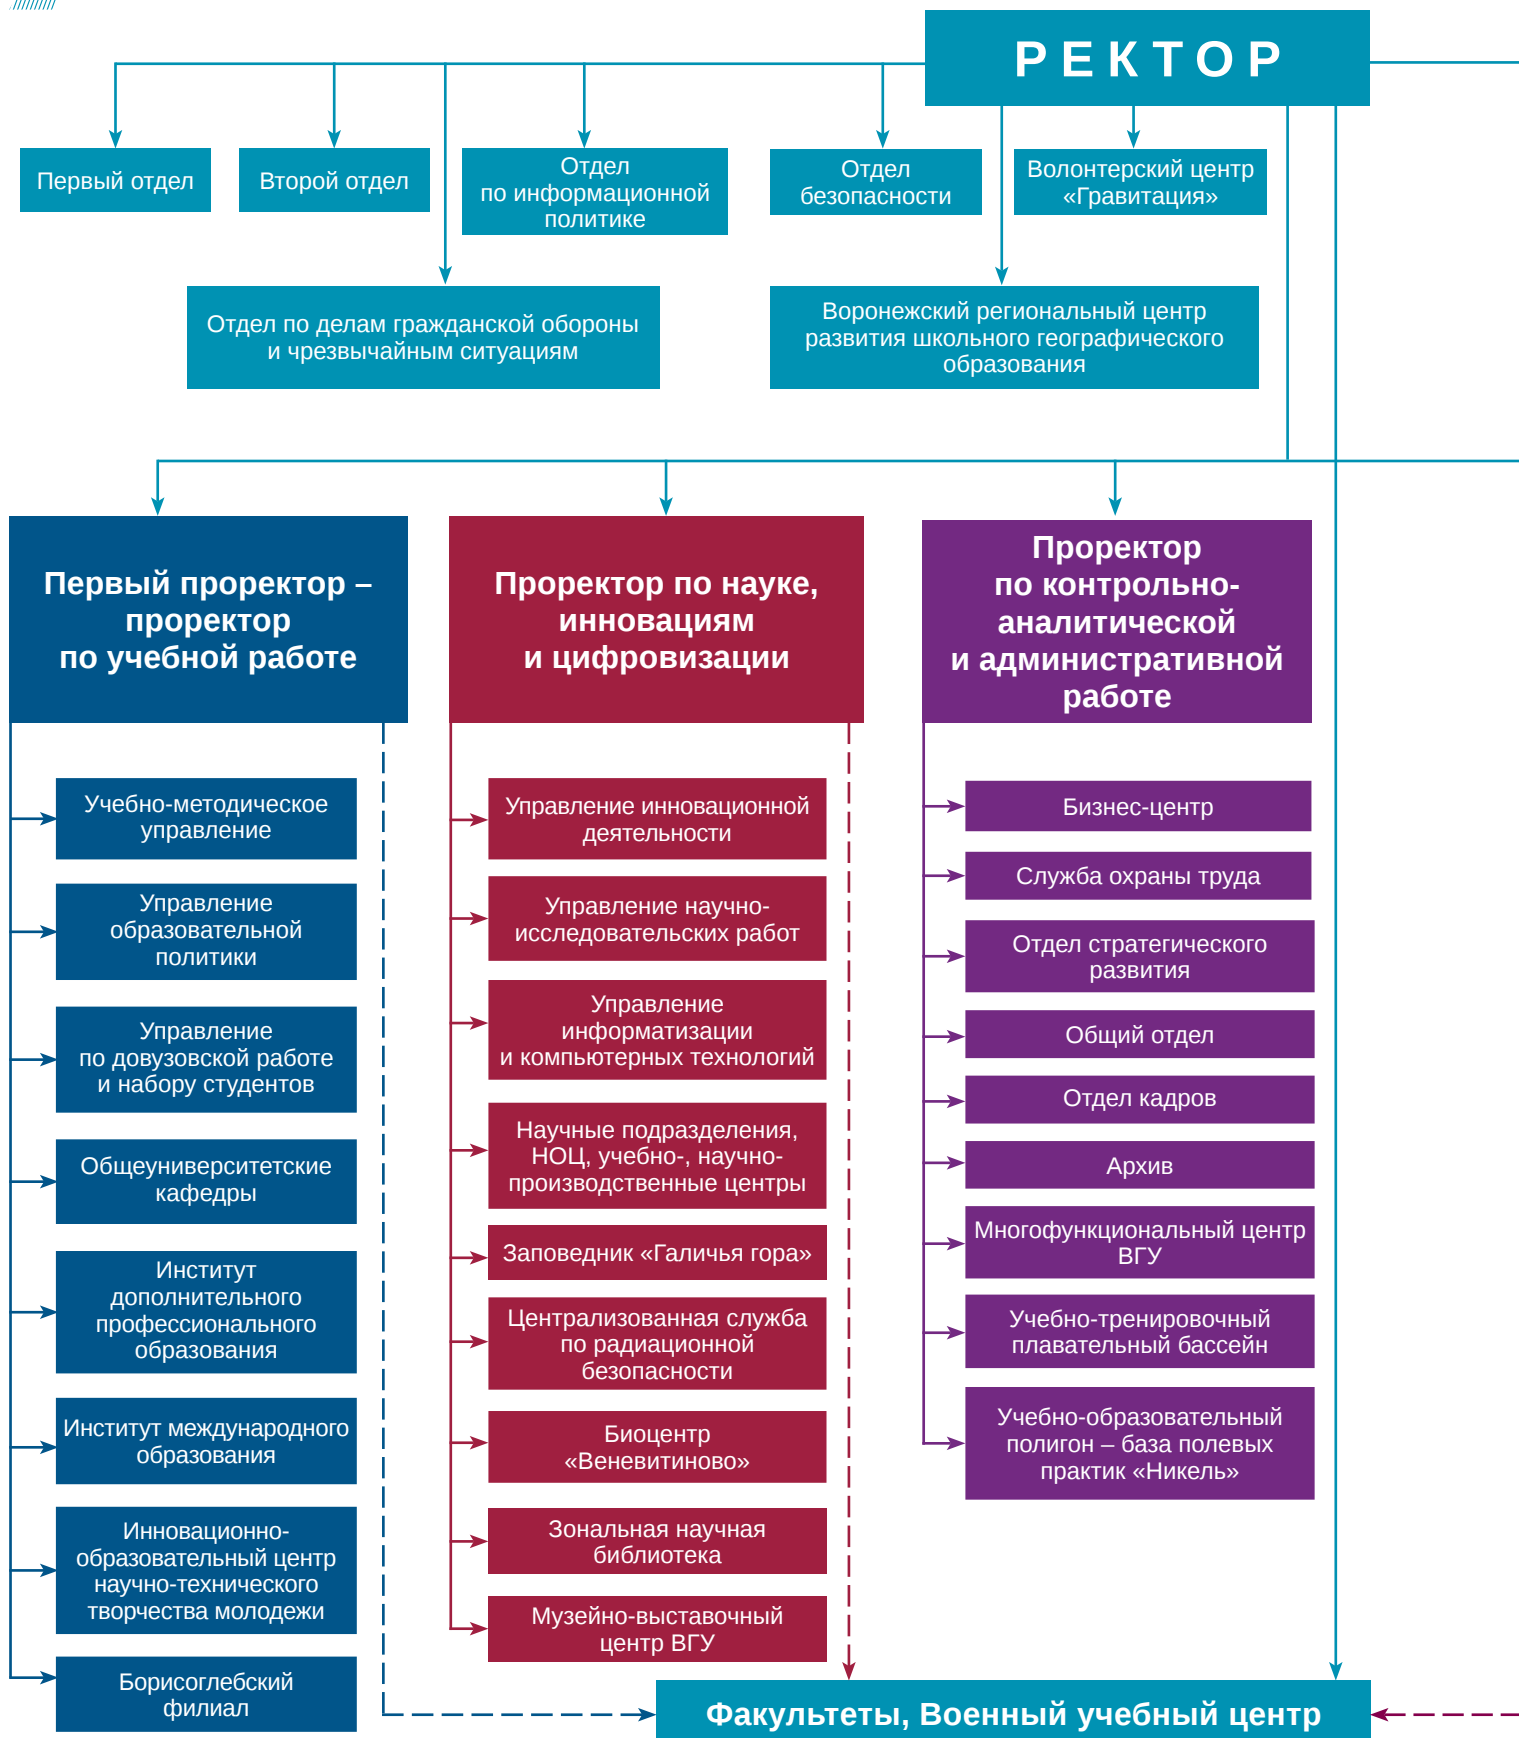 РЕКТОР
Первый отдел
Второй отдел
Отдел
по информационной
политике
Отдел
безопасности
Волонтерский центр
«Гравитация»
Отдел по делам гражданской обороны
и чрезвычайным ситуациям
Воронежский региональный центр
развития школьного географического
образования
Первый проректор –
проректор
по учебной работе
Учебно-методическое
управление
Управление
образовательной
политики
Управление
по довузовской работе
и набору студентов
Общеуниверситетские
кафедры
Институт
дополнительного
профессионального
образования
Институт международного
образования
Инновационно-
образовательный центр
научно-технического
творчества молодежи
Борисоглебский
филиал
Проректор по науке,
инновациям
и цифровизации
Управление инновационной
деятельности
Управление научно-
исследовательских работ
Управление
информатизации
и компьютерных технологий
Научные подразделения,
НОЦ, учебно-, научно-
производственные центры
Заповедник «Галичья гора»
Централизованная служба
по радиационной
безопасности
Биоцентр
«Веневитиново»
Зональная научная
библиотека
Музейно-выставочный
центр ВГУ
Проректор
по контрольно-
аналитической
и административной
работе
Бизнес-центр
Служба охраны труда
Отдел стратегического
развития
Общий отдел
Отдел кадров
Архив
Многофункциональный центр
ВГУ
Учебно-тренировочный
плавательный бассейн
Учебно-образовательный
полигон – база полевых
практик «Никель»
Факультеты, Военный учебный центр